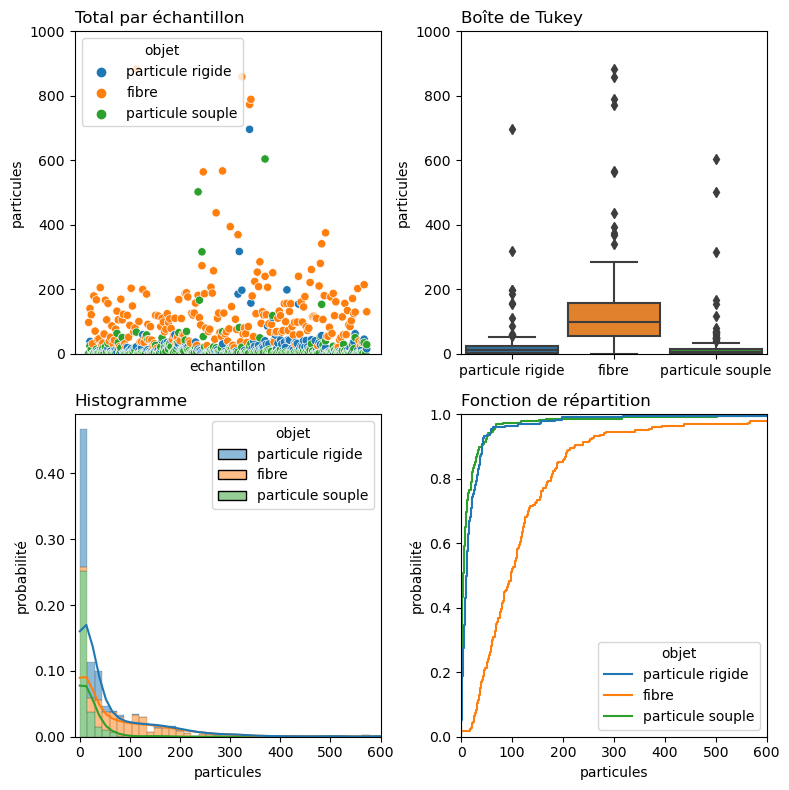 Total par échantillon
1000
800
600
400
200
0
particules
objet
particule rigide
fibre
particule souple
echantillon
Boîte de Tukey
1000
800
600
400
200
0
particules
particule rigide
fibre
particule souple
Histogramme
0.40
0.30
0.20
0.10
0.00
probabilité
objet
particule rigide
fibre
particule souple
0
100
200
300
400
500
600
particules
Fonction de répartition
1.0
0.8
0.6
0.4
0.2
0.0
probabilité
objet
particule rigide
fibre
particule souple
0
100
200
300
400
500
600
particules